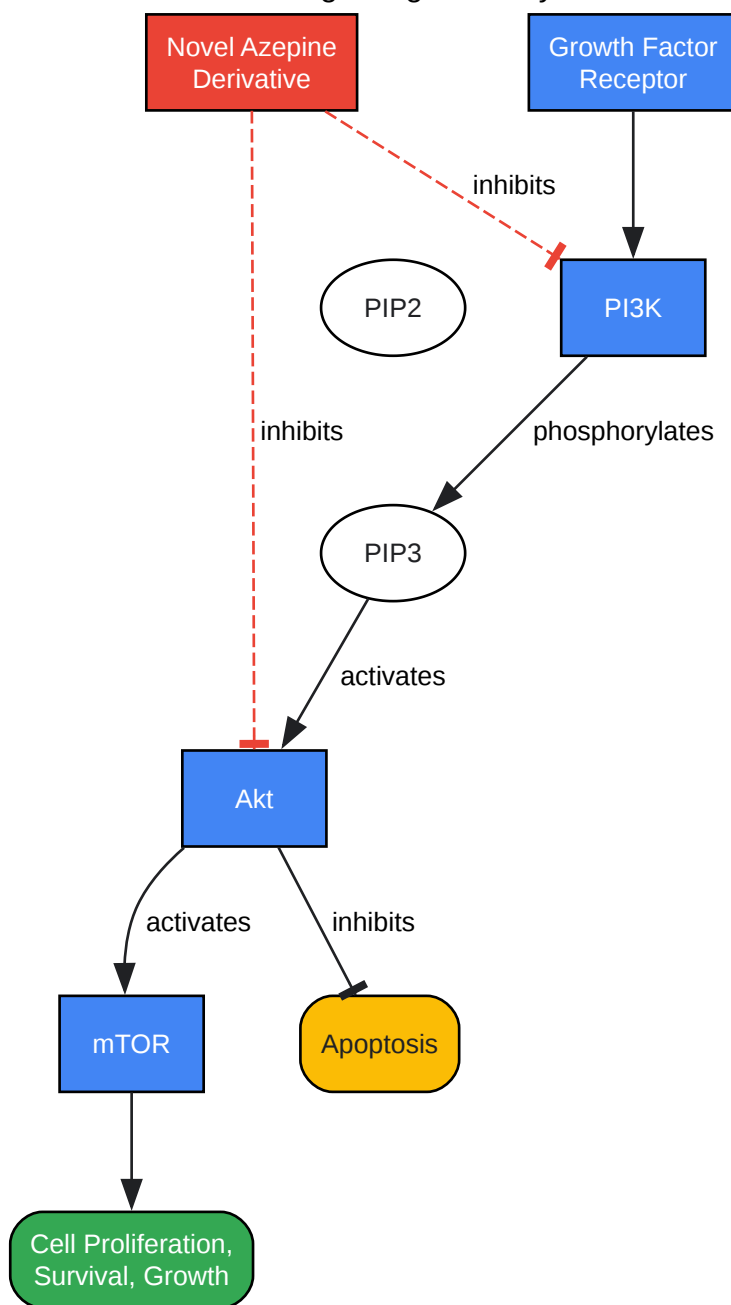 Novel Azepine
Derivative
Growth Factor
Receptor
inhibits
PIP2
PI3K
inhibits
phosphorylates
PIP3
activates
Akt
activates
inhibits
mTOR
Apoptosis
Cell Proliferation,
Survival, Growth